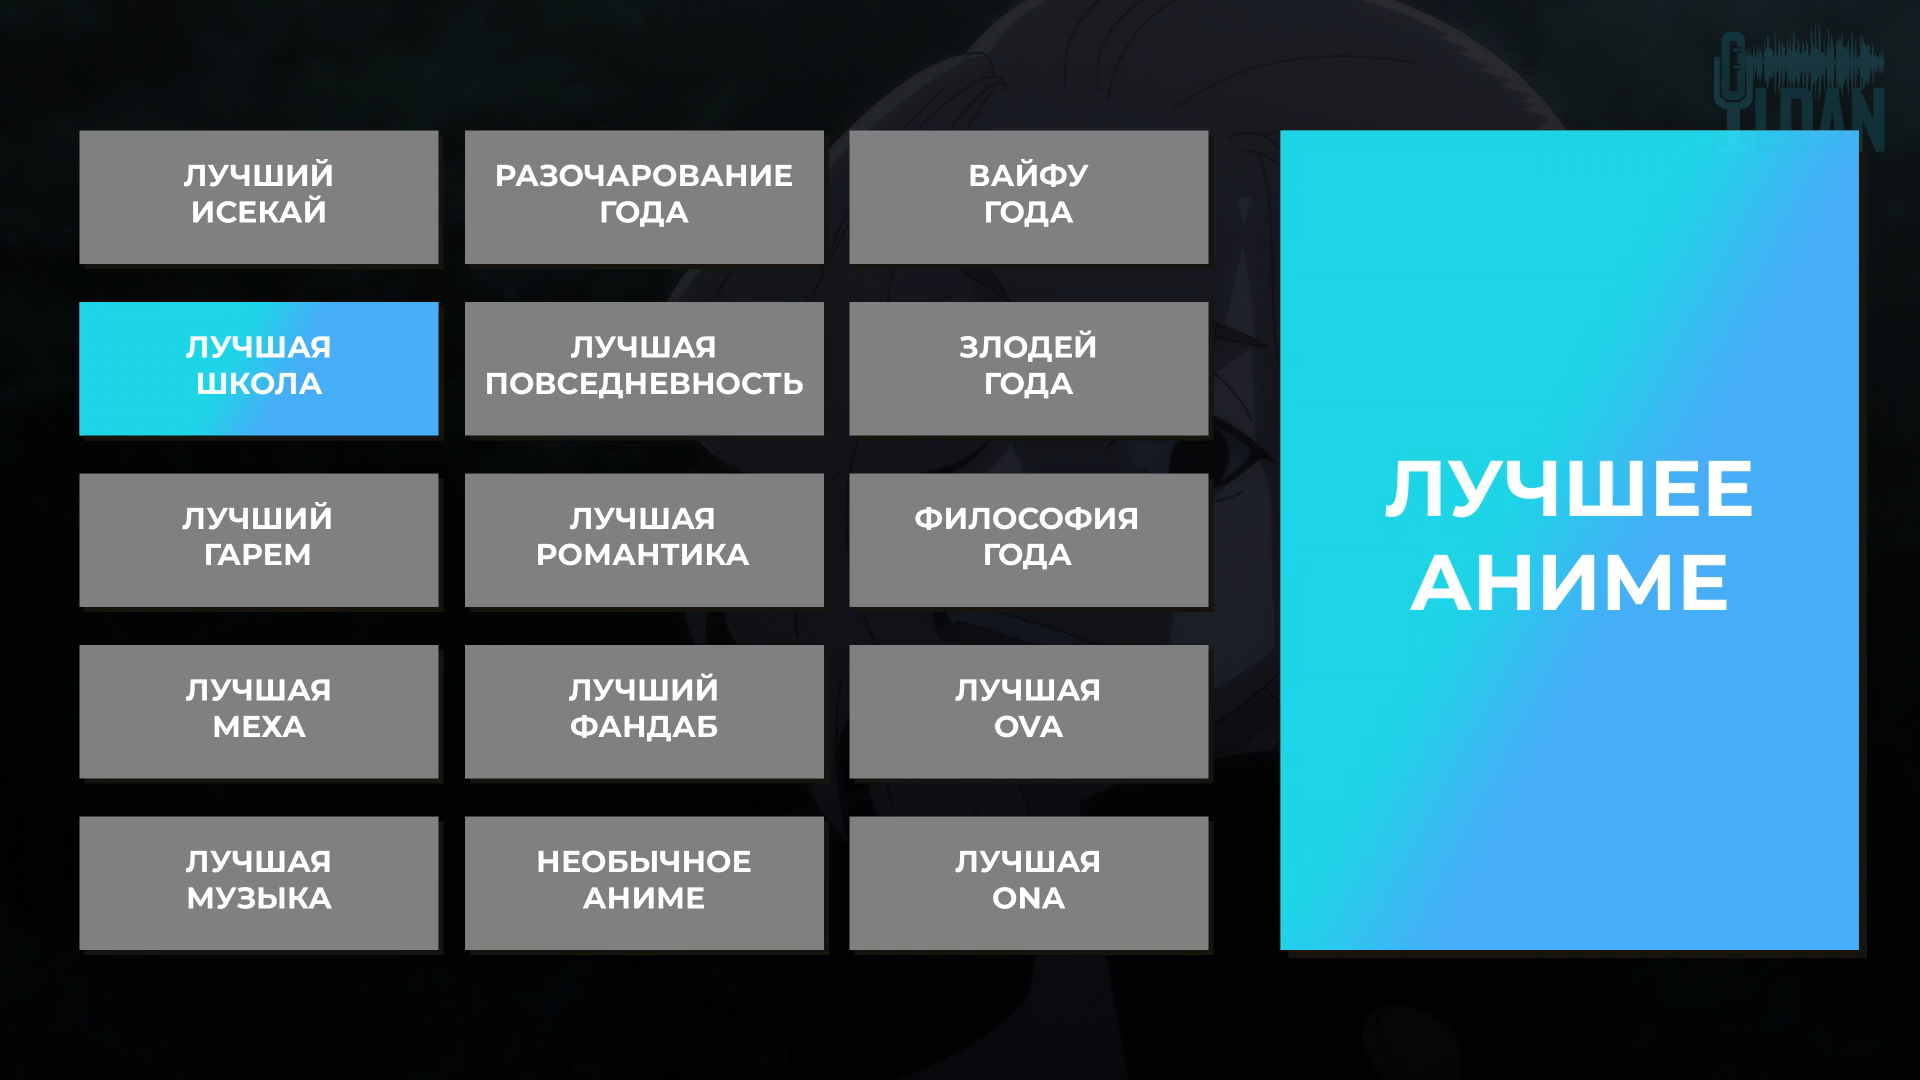 ЛУЧШИЙ
ИСЕКАЙ
РАЗОЧАРОВАНИЕ
ГОДА
ВАЙФУ
ГОДА
ЛУЧШАЯ
ШКОЛА
ЛУЧШАЯ
ПОВСЕДНЕВНОСТЬ
ЗЛОДЕЙ
ГОДА
ЛУЧШИЙ
ГАРЕМ
ЛУЧШАЯ
РОМАНТИКА
ФИЛОСОФИЯ
ГОДА
ЛУЧШАЯ
МЕХА
ЛУЧШИЙ
ФАНДАБ
ЛУЧШАЯ
OVA
ЛУЧШАЯ
МУЗЫКА
НЕОБЫЧНОЕ
АНИМЕ
ЛУЧШАЯ
ONA
ЛУЧШЕЕ
АНИМЕ